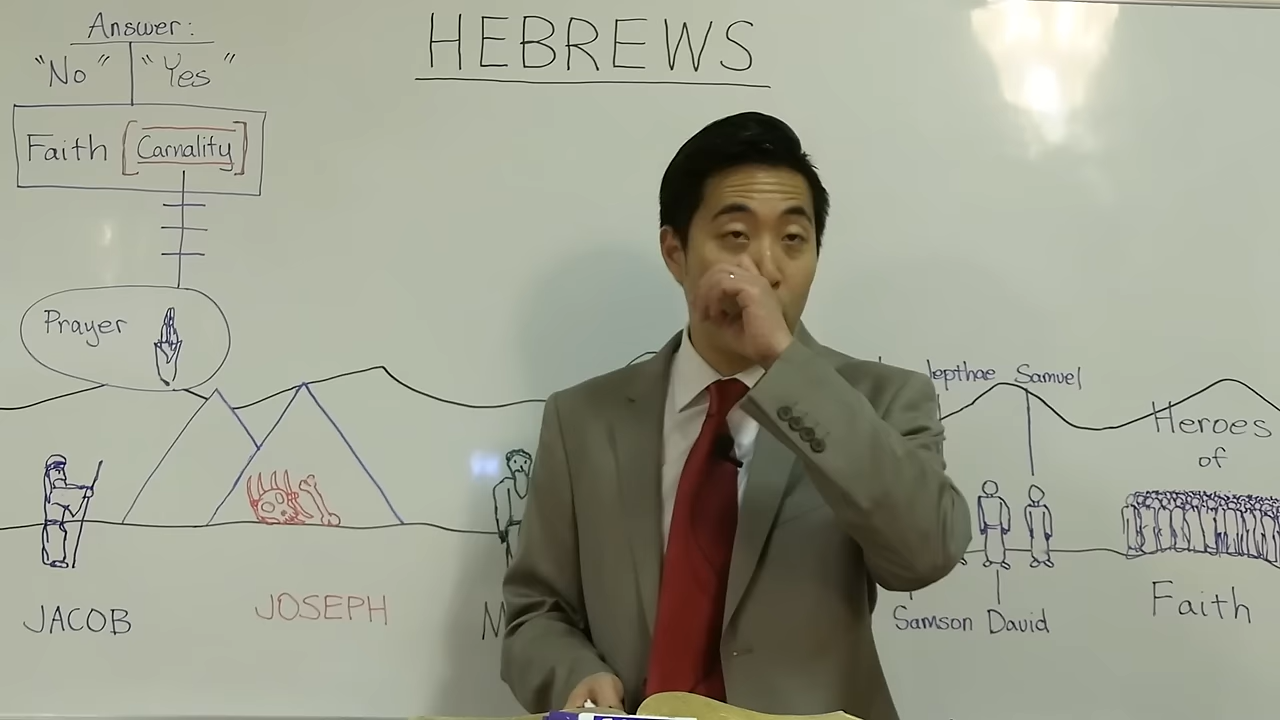 Answer:
"No" "Yes"
Faith [Carnality]
Prayer
HEBREWS
JACOB
JOSEPH
M
Jepthae Samuel
Samson David
Heroes
of
Faith